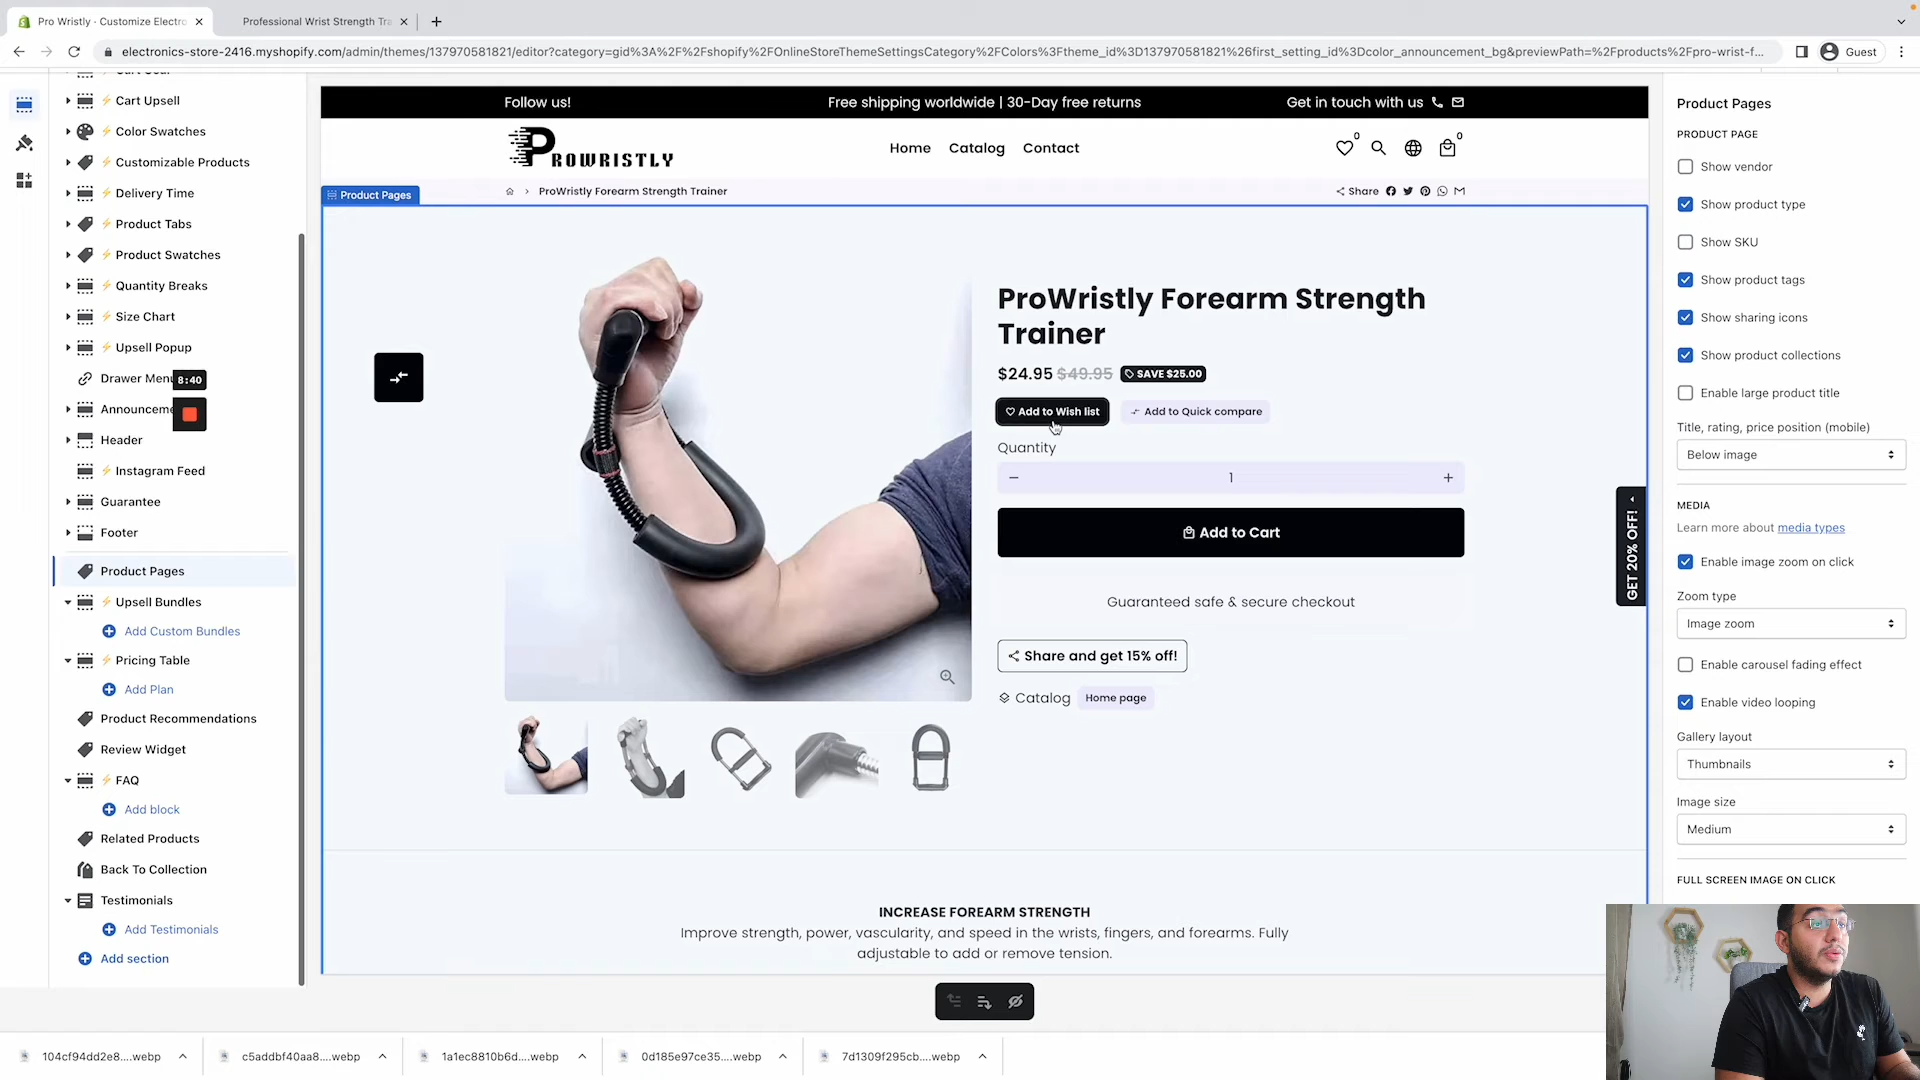 Pro Wristly · Customize Electro
Professional Wrist Strength Tra
electronics-store-2416.myshopify.com/admin/themes/137970581821/editor?category=gid%3A%2F%2Fshopify%2FOnlineStoreThemeSettingsCategory%2FColors%3Ftheme_id%3D137970581821%26first_setting_id%3Dcolor_announcement_bg&previewPath=%2Fproducts%2Fpro-wrist-f...
Guest
Cart Upsell
Color Swatches
Customizable Products
Delivery Time
Product Tabs
Product Swatches
Quantity Breaks
Size Chart
Upsell Popup
Drawer Menu
8:40
Announceme
Header
Instagram Feed
Guarantee
Footer
Product Pages
Upsell Bundles
Add Custom Bundles
Pricing Table
Add Plan
Product Recommendations
Review Widget
FAQ
Add block
Related Products
Back To Collection
Testimonials
Add Testimonials
Add section
Follow us!
Free shipping worldwide | 30-Day free returns
Get in touch with us
PROWRISTLY
Home
Catalog
Contact
0
0
Product Pages
ProWristly Forearm Strength Trainer
Share
ProWristly Forearm Strength
Trainer
$24.95 $49.95 SAVE $25.00
Add to Wish list
Add to Quick compare
Quantity
1
Add to Cart
Guaranteed safe & secure checkout
Share and get 15% off!
Catalog
Home page
GET 20% OFF!
INCREASE FOREARM STRENGTH
Improve strength, power, vascularity, and speed in the wrists, fingers, and forearms. Fully
adjustable to add or remove tension.
Product Pages
PRODUCT PAGE
Show vendor
Show product type
Show SKU
Show product tags
Show sharing icons
Show product collections
Enable large product title
Title, rating, price position (mobile)
Below image
MEDIA
Learn more about media types
Enable image zoom on click
Zoom type
Image zoom
Enable carousel fading effect
Enable video looping
Gallery layout
Thumbnails
Image size
Medium
FULL SCREEN IMAGE ON CLICK
104cf94dd2e8....webp
c5addbf40aa8....webp
1a1ec8810b6d....webp
0d185e97ce35....webp
7d1309f295cb....webp